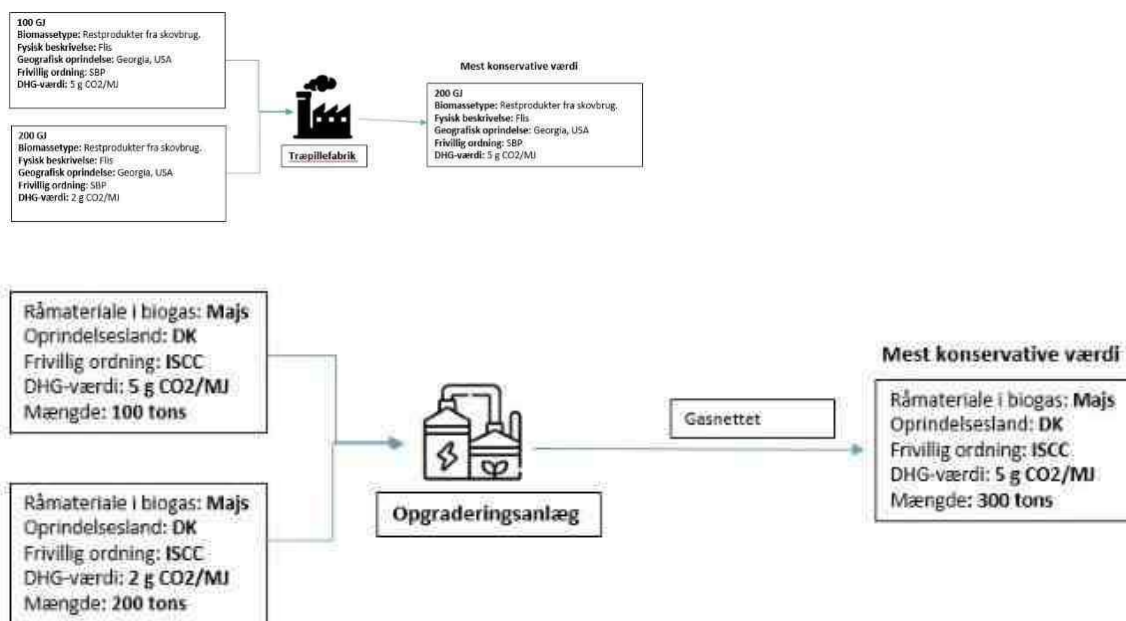 100 GJ
Biomassetype: Restprodukter fra skovbrug.
Fysisk beskrivelse: Flis
Geografisk oprindelse: Georgia, USA
Frivillig ordning: SBP
DHG-værdi: 5 g CO2/MJ
200 GJ
Biomassetype: Restprodukter fra skovbrug.
Fysisk beskrivelse: Flis
Geografisk oprindelse: Georgia, USA
Frivillig ordning: SBP
DHG-værdi: 2 g CO2/MJ
Træpillefabrik
Mest konservative værdi
200 GJ
Biomassetype: Restprodukter fra skovbrug.
Fysisk beskrivelse: Flis
Geografisk oprindelse: Georgia, USA
Frivillig ordning: SBP
DHG-værdi: 5 g CO2/MJ
Råmateriale i biogas: Majs
Oprindelsesland: DK
Frivillig ordning: ISCC
DHG-værdi: 5 g CO2/MJ
Mængde: 100 tons
Råmateriale i biogas: Majs
Oprindelsesland: DK
Frivillig ordning: ISCC
DHG-værdi: 2 g CO2/MJ
Mængde: 200 tons
Opgraderingsanlæg
Gasnettet
Mest konservative værdi
Råmateriale i biogas: Majs
Oprindelsesland: DK
Frivillig ordning: ISCC
DHG-værdi: 5 g CO2/MJ
Mængde: 300 tons